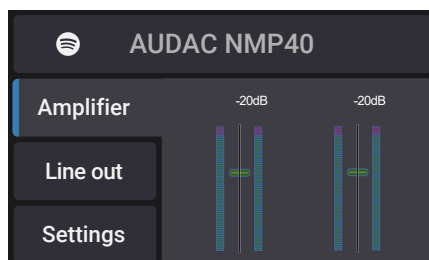 AUDAC NMP40
Amplifier
-20dB -20dB
Line out
Settings